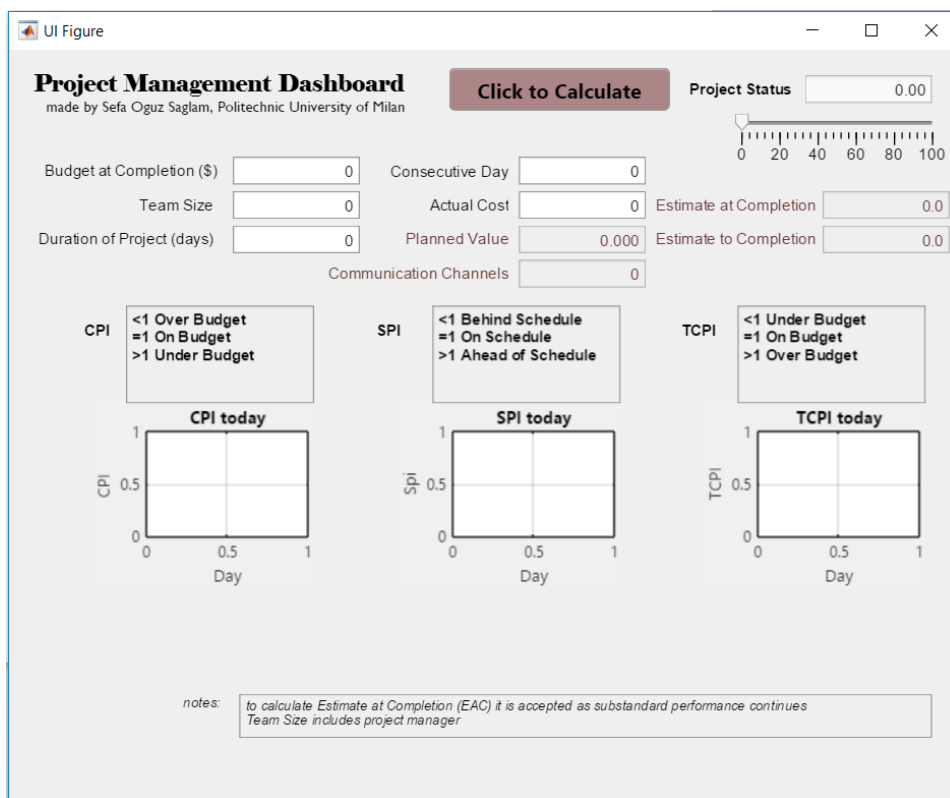 UI Figure
Project Management Dashboard
made by Sefa Oguz Saglam, Politechnic University of Milan
Click to Calculate
Project Status 0.00
0 20 40 60 80 100
Budget at Completion ($) 0 Consecutive Day 0
Team Size 0 Actual Cost 0 Estimate at Completion 0.0
Duration of Project (days) 0 Planned Value 0.000 Estimate to Completion 0.0
Communication Channels 0
CPI
<1 Over Budget
=1 On Budget
>1 Under Budget
SPI
<1 Behind Schedule
=1 On Schedule
>1 Ahead of Schedule
TCPI
<1 Under Budget
=1 On Budget
>1 Over Budget
CPI today
1
CPI 0.5
0
0 0.5 1
Day
SPI today
1
Spi 0.5
0
0 0.5 1
Day
TCPI today
1
TCPI 0.5
0
0 0.5 1
Day
notes:
to calculate Estimate at Completion (EAC) it is accepted as substandard performance continues
Team Size includes project manager